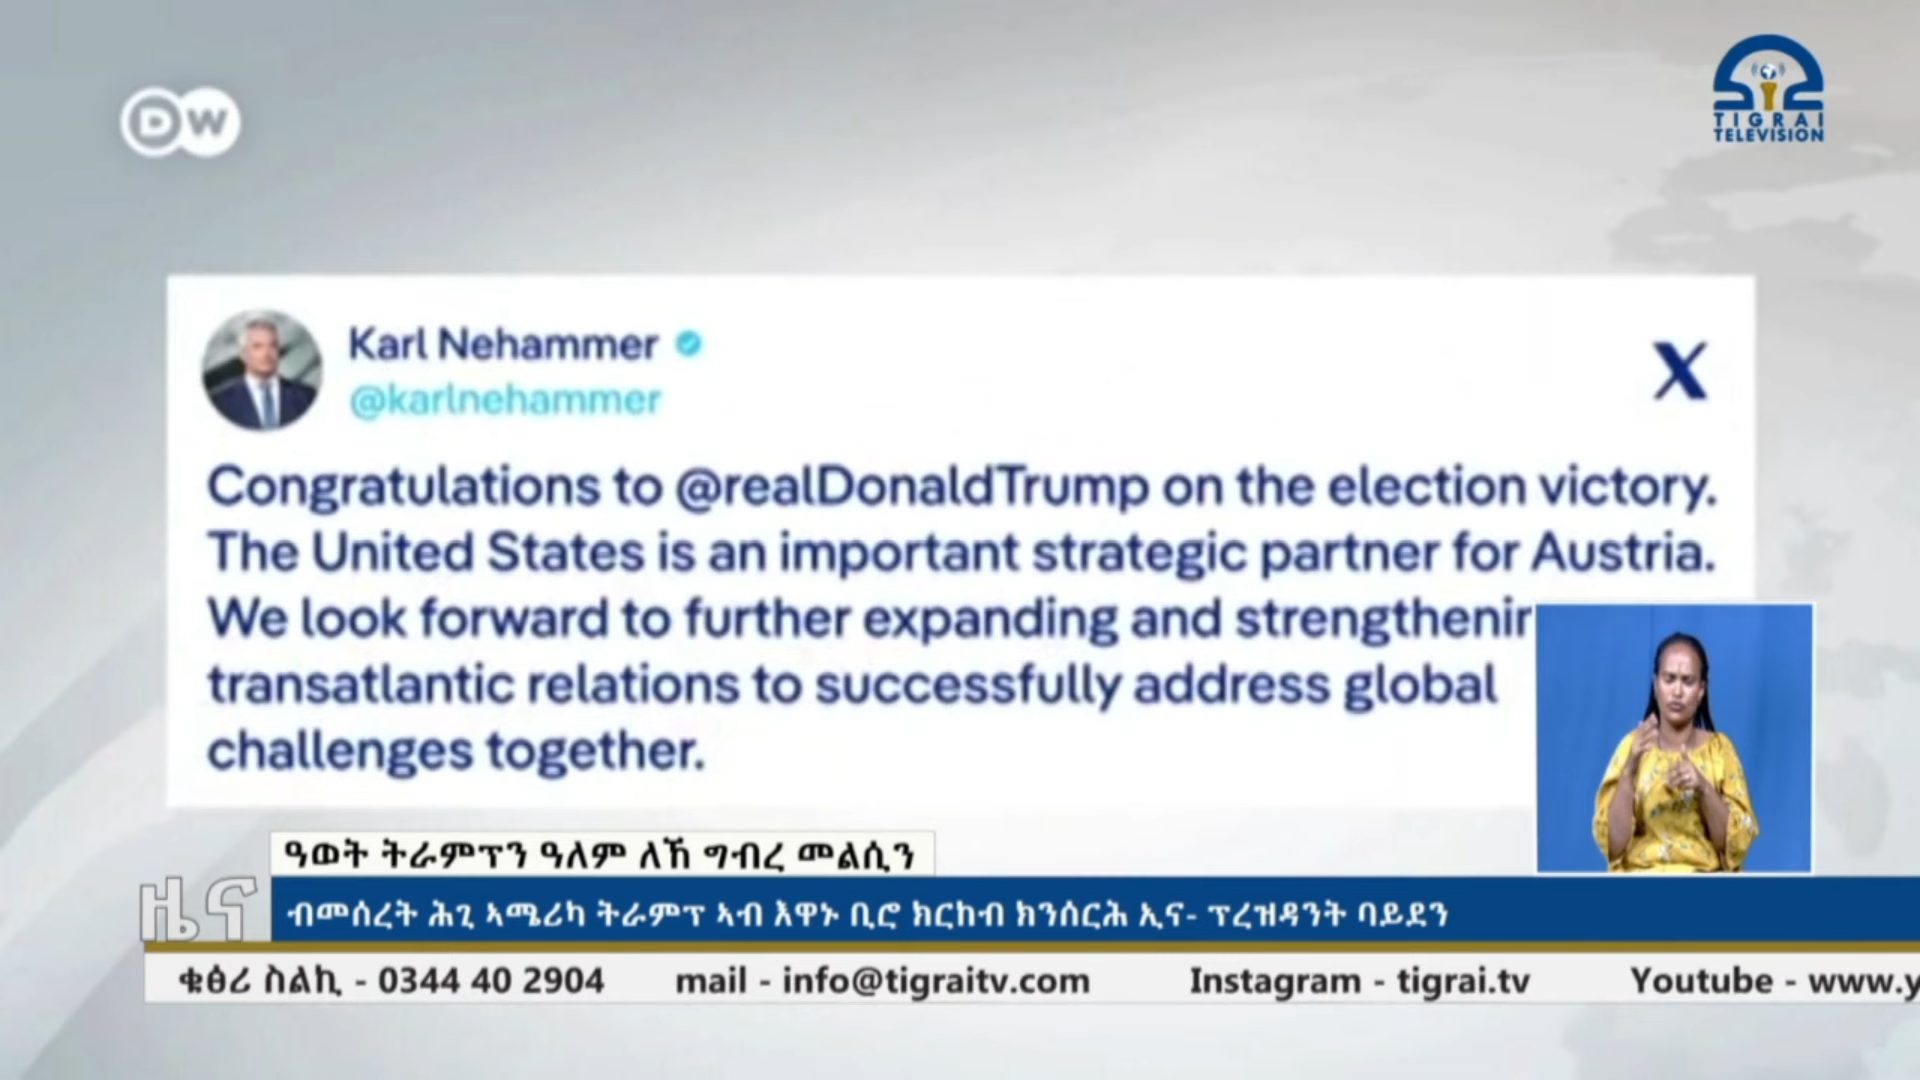 DW
TIGRAI
TELEVISION
Karl Nehammer
@karlnehammer
X
Congratulations to @realDonaldTrump on the election victory.
The United States is an important strategic partner for Austria.
We look forward to further expanding and strengthenin
transatlantic relations to successfully address global
challenges together.
ዓወት ትራምፕን ዓለም ለኸ ግብረ መልሲን
ዜና
ብመሰረት ሕጊ ኣሜሪካ ትራምፕ ኣብ እዋኑ ቢሮ ክርከብ ክንሰርሕ ኢና- ፕረዝዳንት ባይደን
ቁፅሪ ስልኪ - 0344 40 2904 mail - info@tigraitv.com Instagram - tigrai.tv Youtube - www.y